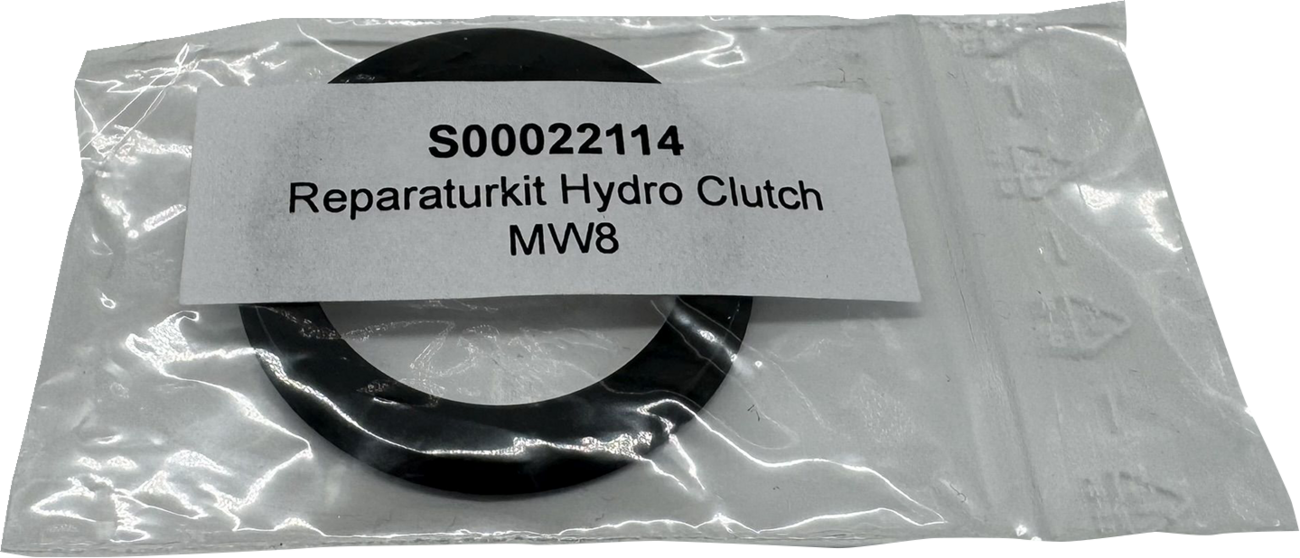 S00022114
Reparaturkit Hydro Clutch
MW8